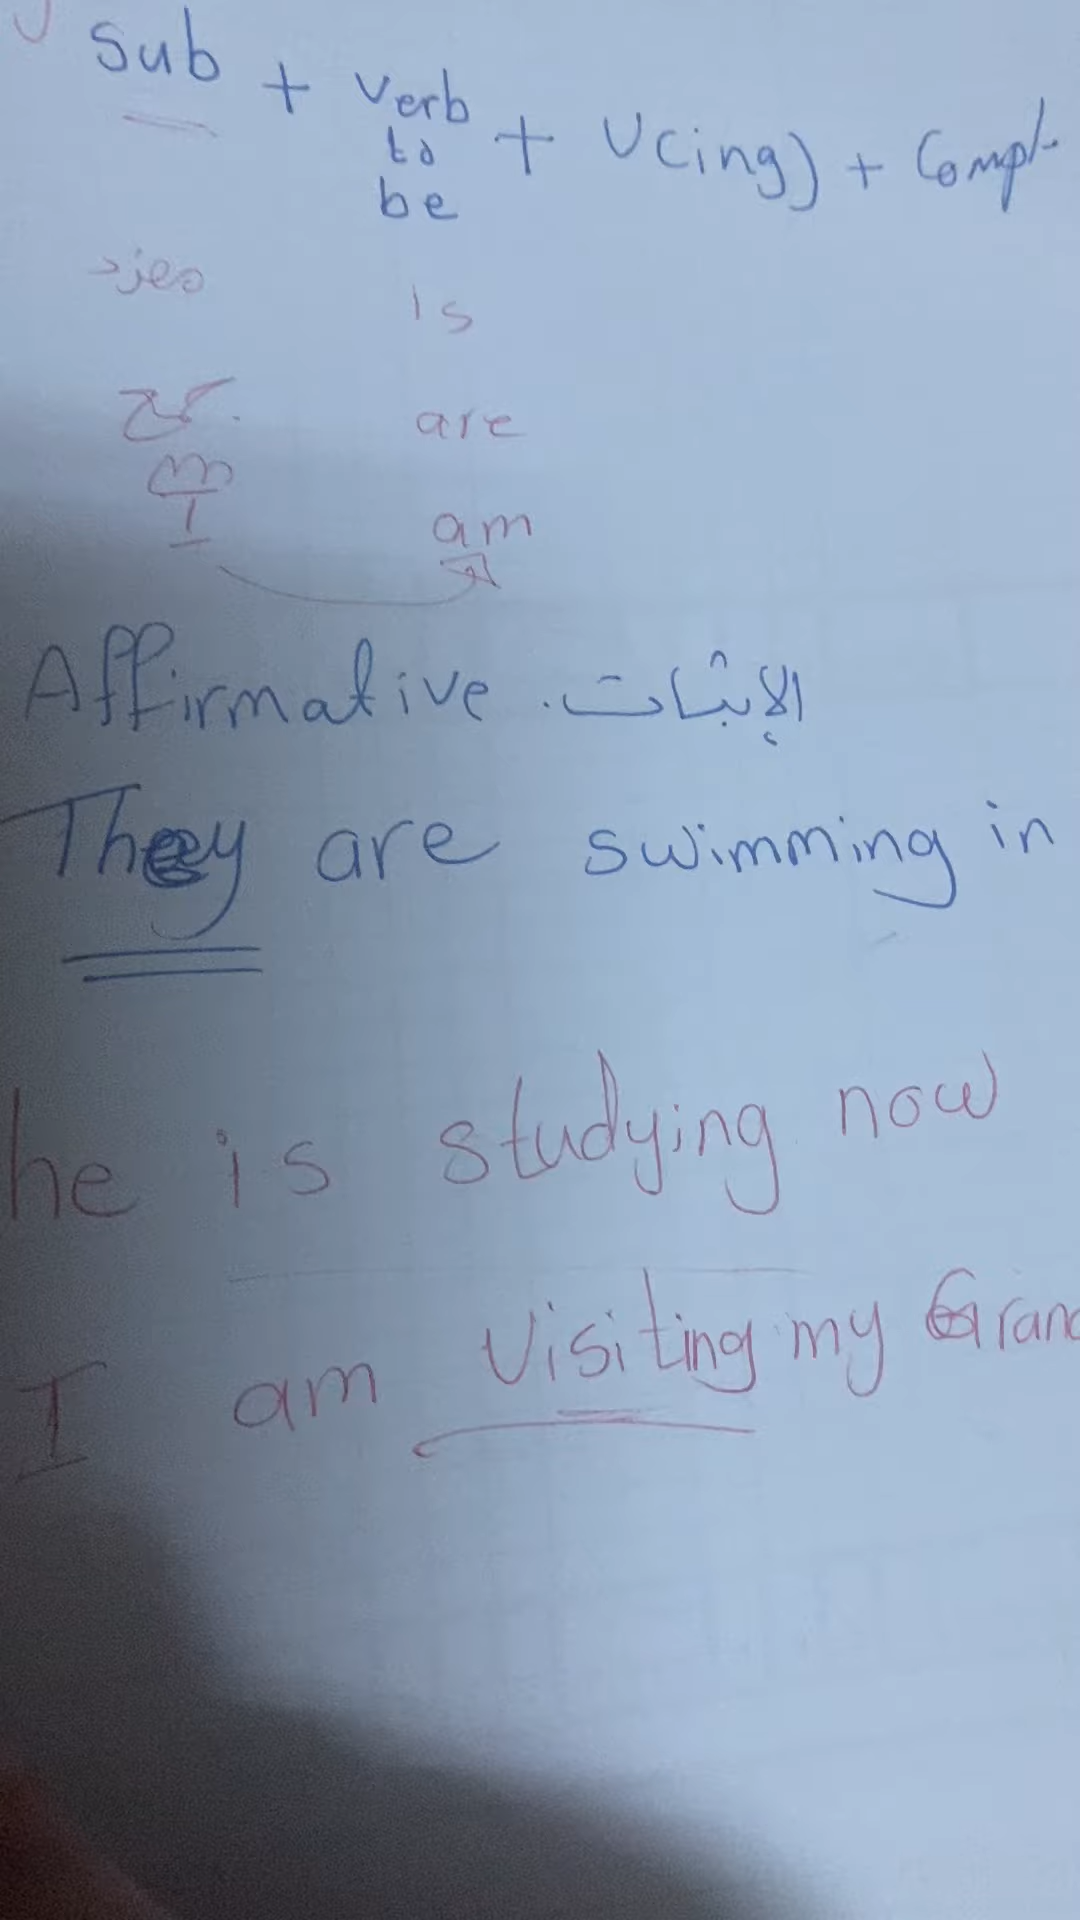 Sub + verb to be + V(ing) + Compl.
مفرد is
جمع are
I am
Affirmative الإثبات
They are swimming in
he is studying now
I am visiting my Grand